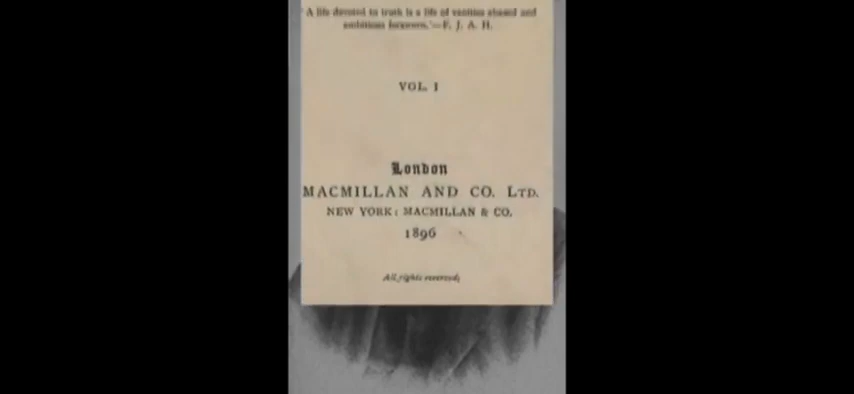 'A life devoted to truth is a life of vanities abased and
ambitions forsworn.'—F. J. A. H.
VOL. I
London
MACMILLAN AND CO. LTD.
NEW YORK: MACMILLAN & CO.
1896
All rights reserved